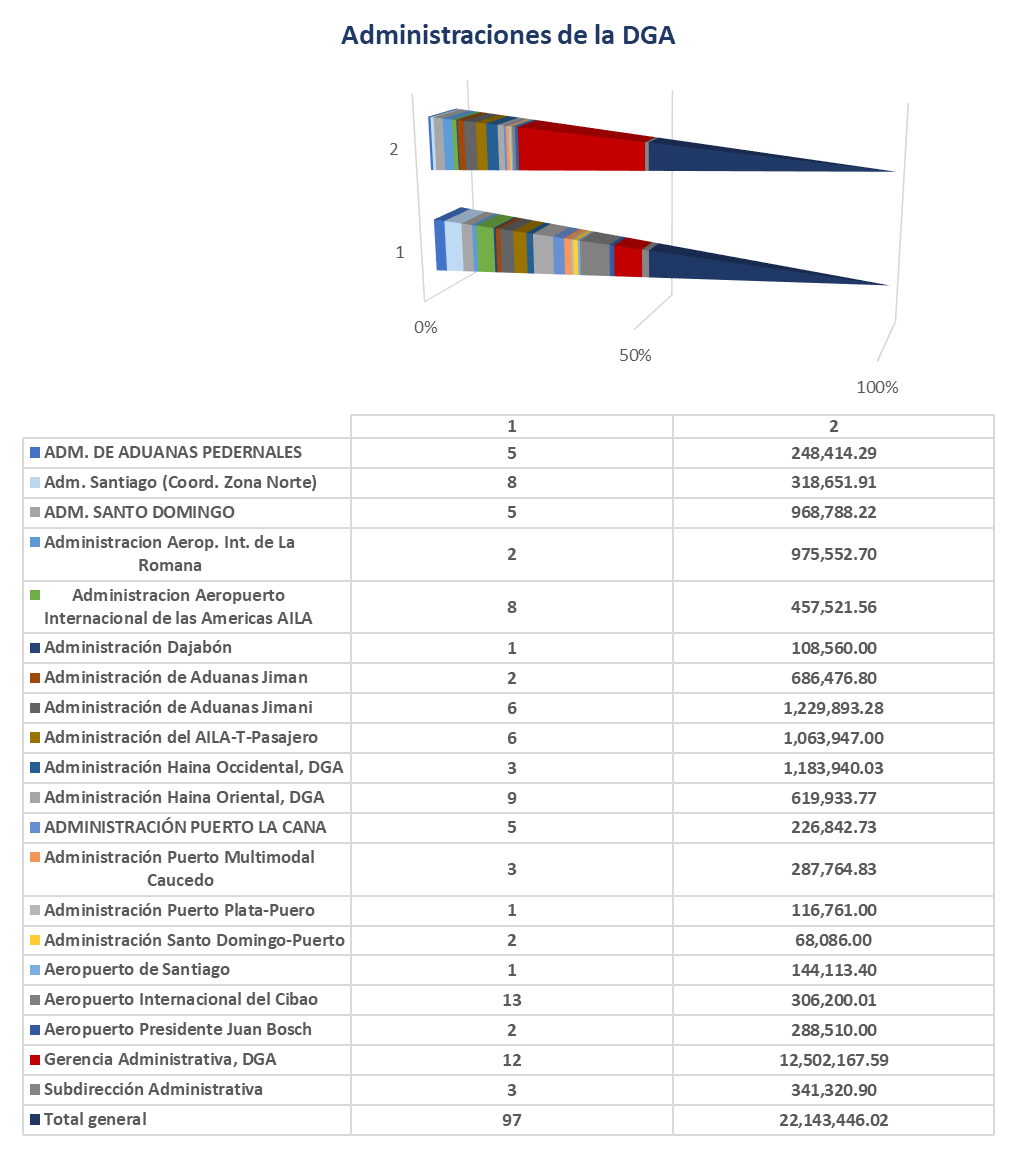 Administraciones de la DGA
2
1
0%
50%
100%
1 2
ADM. DE ADUANAS PEDERNALES 5 248,414.29
Adm. Santiago (Coord. Zona Norte) 8 318,651.91
ADM. SANTO DOMINGO 5 968,788.22
Administracion Aerop. Int. de La
Romana 2 975,552.70
Administracion Aeropuerto
Internacional de las Americas AILA 8 457,521.56
Administración Dajabón 1 108,560.00
Administración de Aduanas Jiman 2 686,476.80
Administración de Aduanas Jimani 6 1,229,893.28
Administración del AILA-T-Pasajero 6 1,063,947.00
Administración Haina Occidental, DGA 3 1,183,940.03
Administración Haina Oriental, DGA 9 619,933.77
ADMINISTRACIÓN PUERTO LA CANA 5 226,842.73
Administración Puerto Multimodal
Caucedo 3 287,764.83
Administración Puerto Plata-Puero 1 116,761.00
Administración Santo Domingo-Puerto 2 68,086.00
Aeropuerto de Santiago 1 144,113.40
Aeropuerto Internacional del Cibao 13 306,200.01
Aeropuerto Presidente Juan Bosch 2 288,510.00
Gerencia Administrativa, DGA 12 12,502,167.59
Subdirección Administrativa 3 341,320.90
Total general 97 22,143,446.02